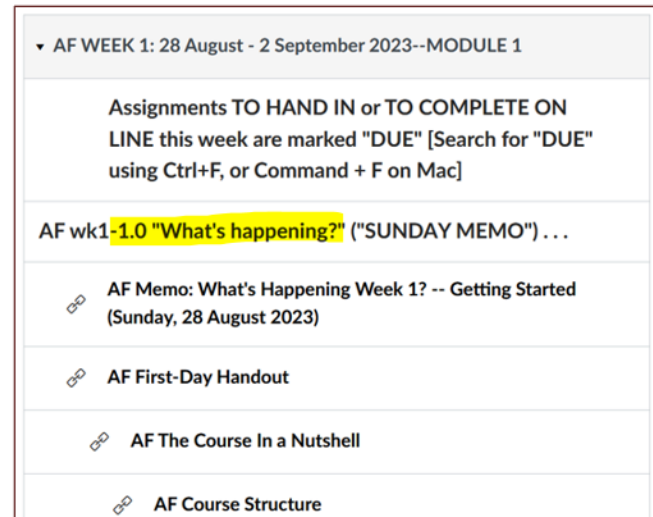 ▾ AF WEEK 1: 28 August - 2 September 2023--MODULE 1
Assignments TO HAND IN or TO COMPLETE ON
LINE this week are marked "DUE" [Search for "DUE"
using Ctrl+F, or Command + F on Mac]
AF wk1-1.0 "What's happening?" ("SUNDAY MEMO") . . .
AF Memo: What's Happening Week 1? -- Getting Started
(Sunday, 28 August 2023)
AF First-Day Handout
AF The Course In a Nutshell
AF Course Structure